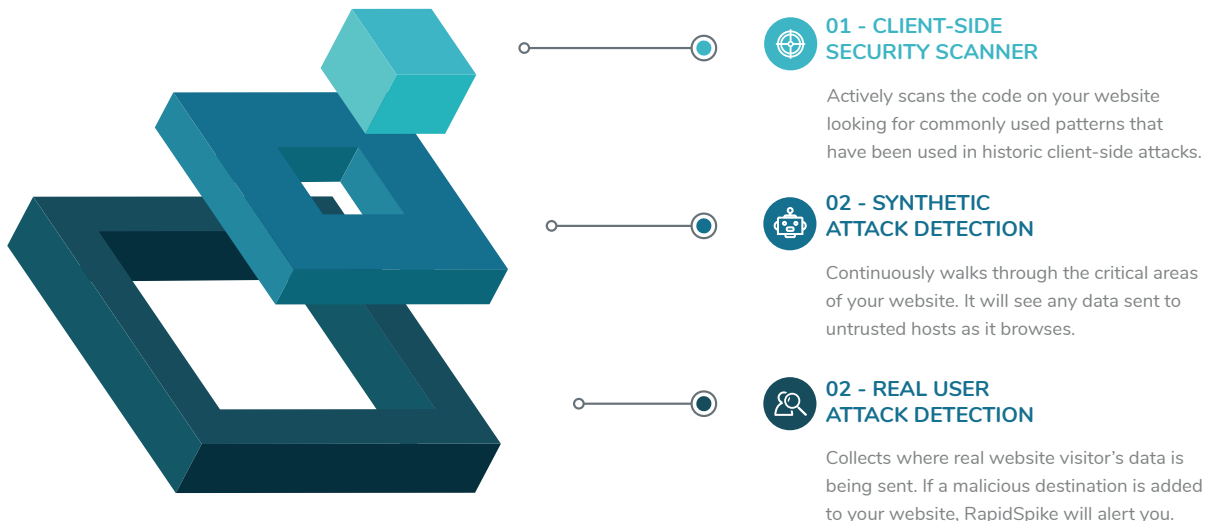 01 - CLIENT-SIDE
SECURITY SCANNER
Actively scans the code on your website
looking for commonly used patterns that
have been used in historic client-side attacks.
02 - SYNTHETIC
ATTACK DETECTION
Continuously walks through the critical areas
of your website. It will see any data sent to
untrusted hosts as it browses.
02 - REAL USER
ATTACK DETECTION
Collects where real website visitor’s data is
being sent. If a malicious destination is added
to your website, RapidSpike will alert you.